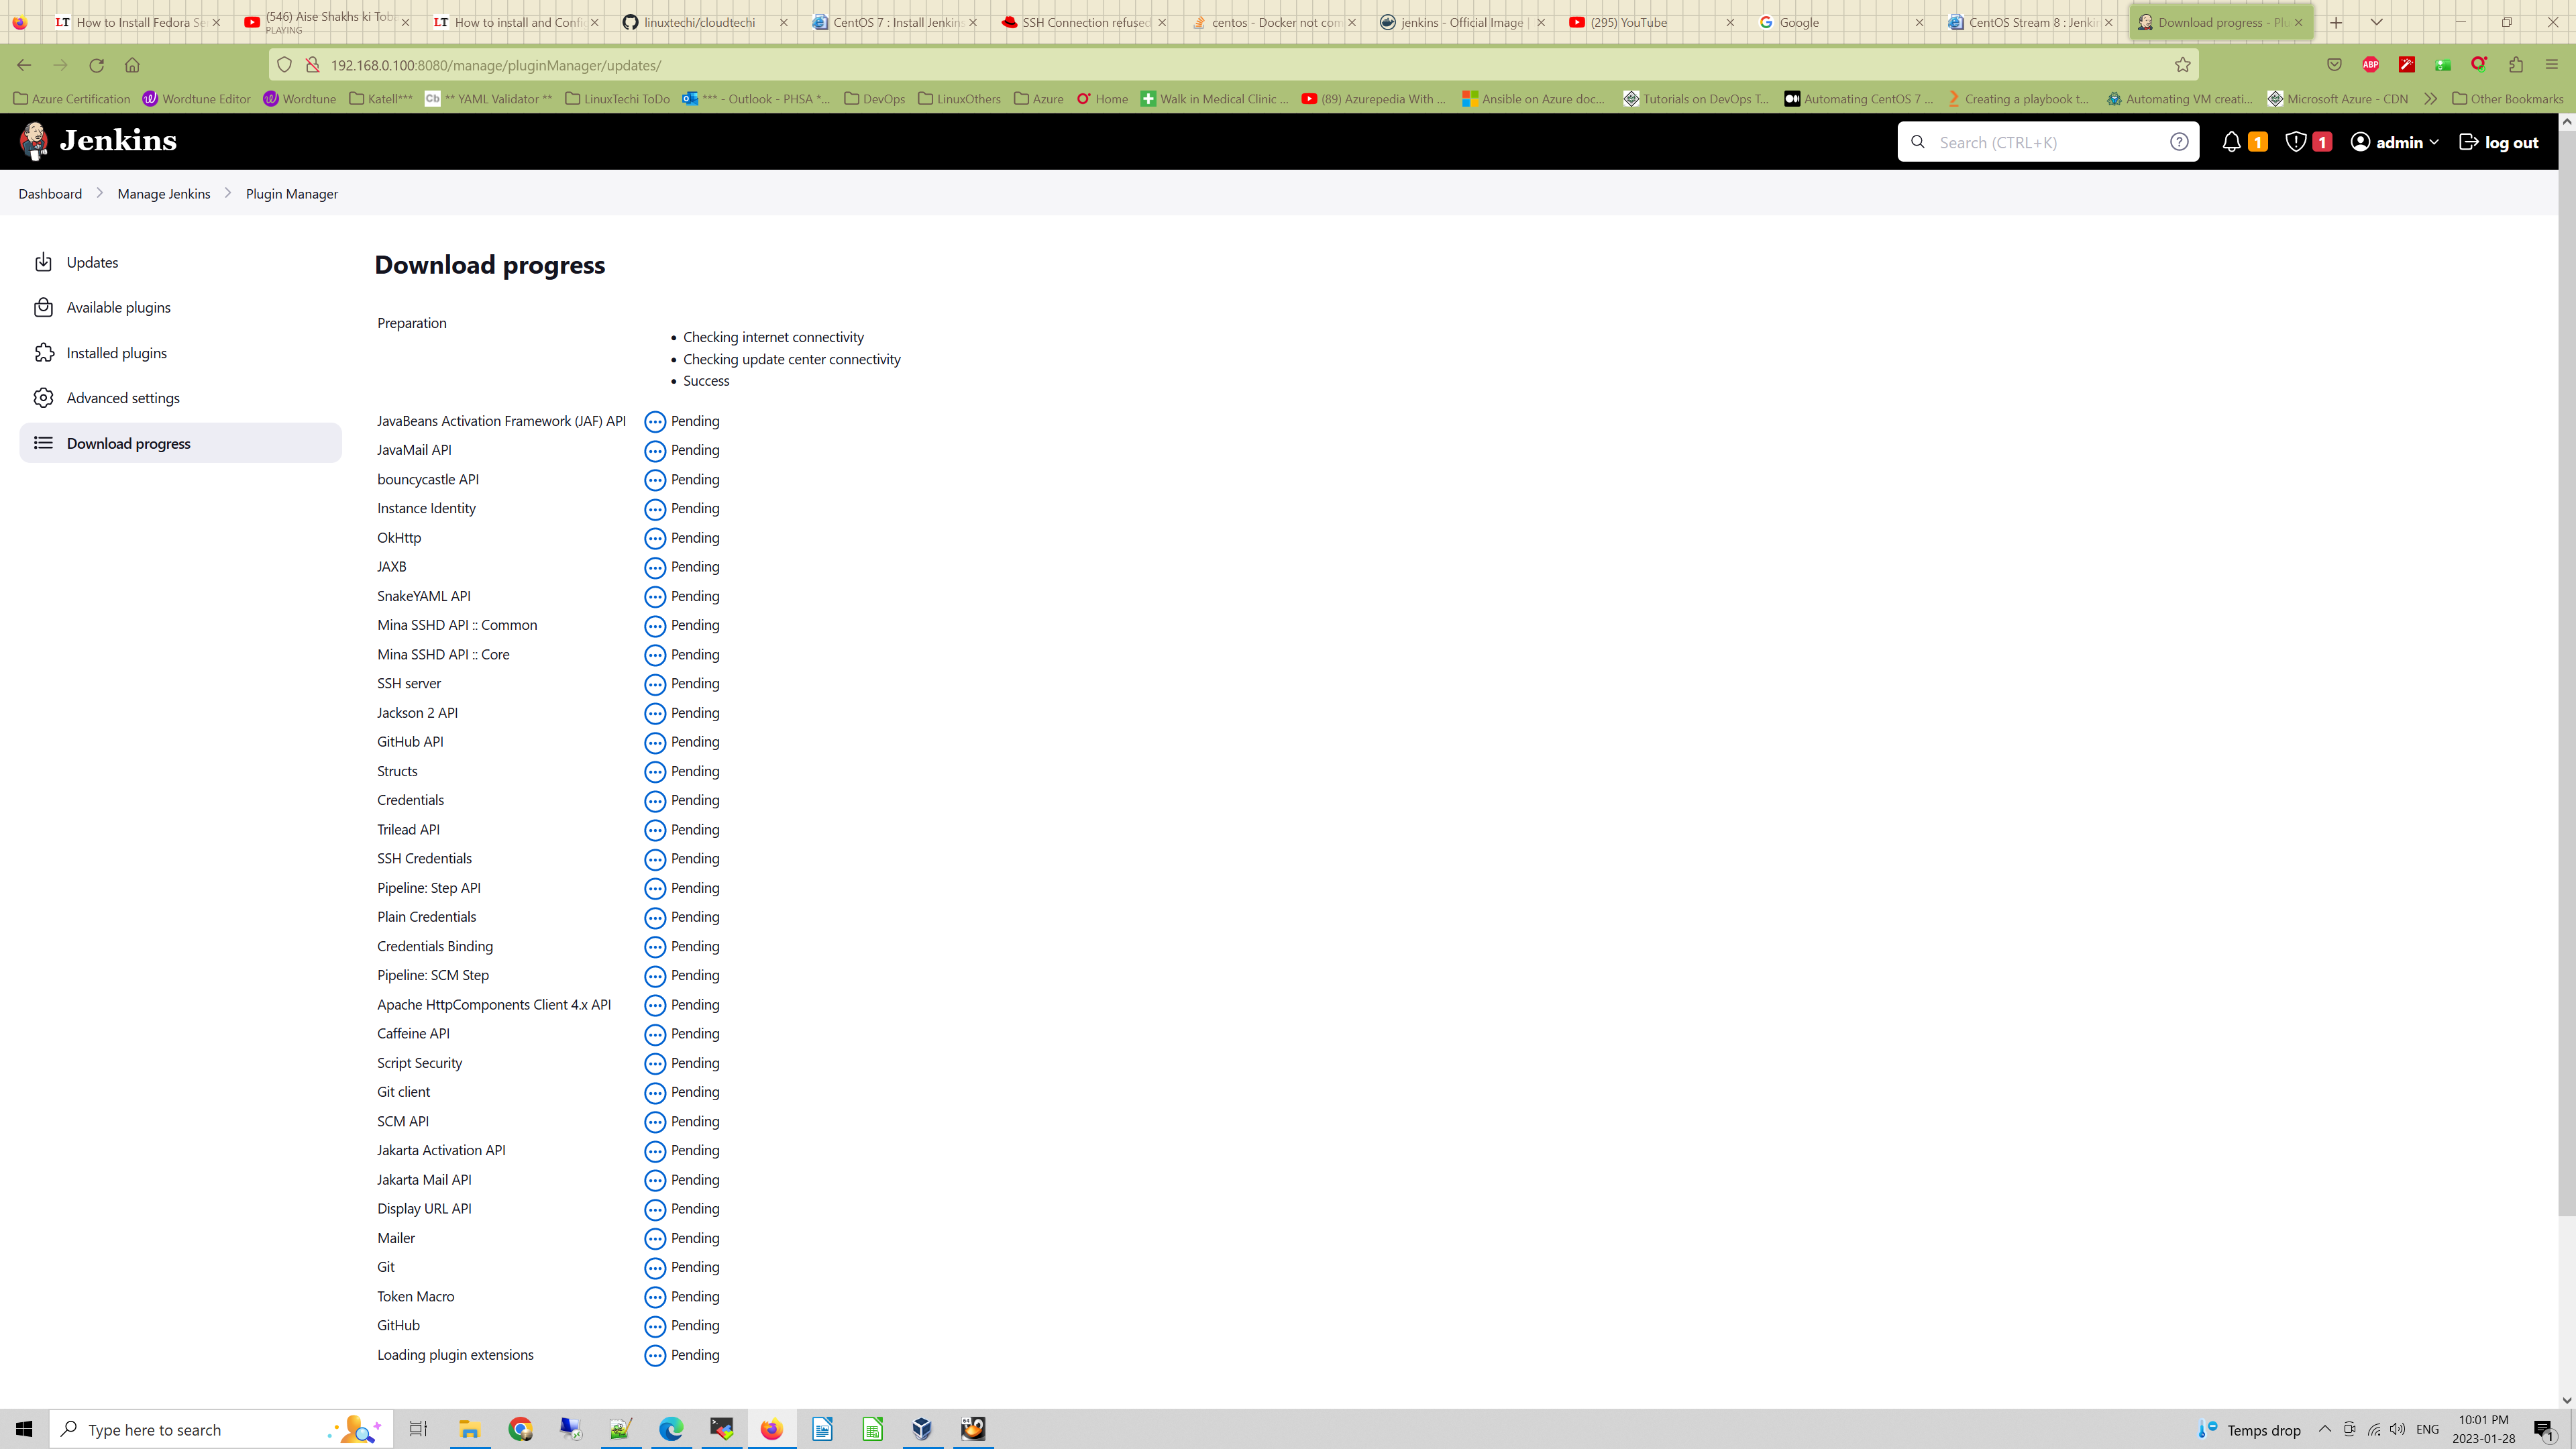 How to Install Fedora Se
(546) Aise Shakhs ki Tob
PLAYING
How to install and Confi
linuxtechi/cloudtechi
CentOS 7 : Install Jenkins
SSH Connection refused
centos - Docker not com
jenkins - Official Image |
(295) YouTube
Google
CentOS Stream 8 : Jenki
Download progress - Plu
192.168.0.100:8080/manage/pluginManager/updates/
ABP
Azure Certification
Wordtune Editor
Wordtune
Katell***
** YAML Validator **
LinuxTechi ToDo
*** - Outlook - PHSA *...
DevOps
LinuxOthers
Azure
Home
Walk in Medical Clinic ...
(89) Azurepedia With ...
Ansible on Azure doc...
Tutorials on DevOps T...
Automating CentOS 7 ...
Creating a playbook t...
Automating VM creati...
Microsoft Azure - CDN
Other Bookmarks
Jenkins
Search (CTRL+K)
1
1
admin
log out
Dashboard
Manage Jenkins
Plugin Manager
Updates
Available plugins
Installed plugins
Advanced settings
Download progress
Download progress
Preparation
• Checking internet connectivity
• Checking update center connectivity
• Success
JavaBeans Activation Framework (JAF) API Pending
JavaMail API Pending
bouncycastle API Pending
Instance Identity Pending
OkHttp Pending
JAXB Pending
SnakeYAML API Pending
Mina SSHD API :: Common Pending
Mina SSHD API :: Core Pending
SSH server Pending
Jackson 2 API Pending
GitHub API Pending
Structs Pending
Credentials Pending
Trilead API Pending
SSH Credentials Pending
Pipeline: Step API Pending
Plain Credentials Pending
Credentials Binding Pending
Pipeline: SCM Step Pending
Apache HttpComponents Client 4.x API Pending
Caffeine API Pending
Script Security Pending
Git client Pending
SCM API Pending
Jakarta Activation API Pending
Jakarta Mail API Pending
Display URL API Pending
Mailer Pending
Git Pending
Token Macro Pending
GitHub Pending
Loading plugin extensions Pending
Type here to search
Temps drop
ENG
10:01 PM
2023-01-28
1